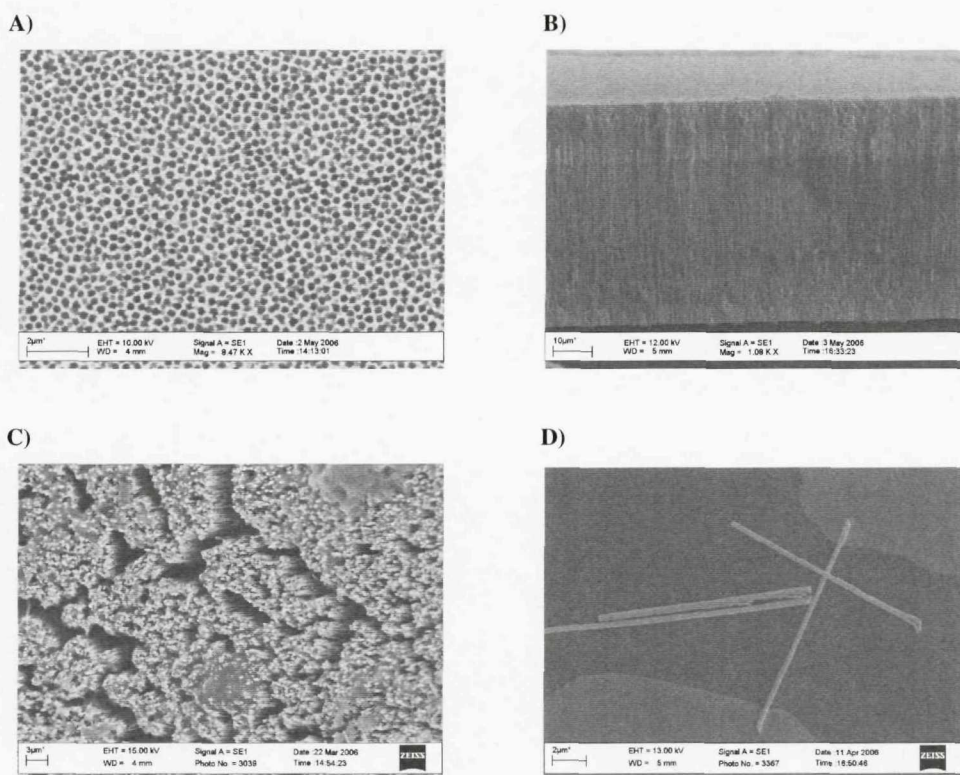 A)
B)
2µm*
EHT = 10.00 kV
Signal A = SE1
Date :2 May 2006
WD = 4 mm
Mag = 8.47 K X
Time :14:13:01
10µm*
EHT = 12.00 kV
Signal A = SE1
Date :3 May 2006
WD = 5 mm
Mag = 1.08 K X
Time :16:33:23
C)
D)
3µm*
EHT = 15.00 kV
Signal A = SE1
Date :22 Mar 2006
WD = 4 mm
Photo No. = 3039
Time :14:54:23
ZEISS
2µm*
EHT = 13.00 kV
Signal A = SE1
Date :11 Apr 2006
WD = 5 mm
Photo No. = 3367
Time :16:50:46
ZEISS